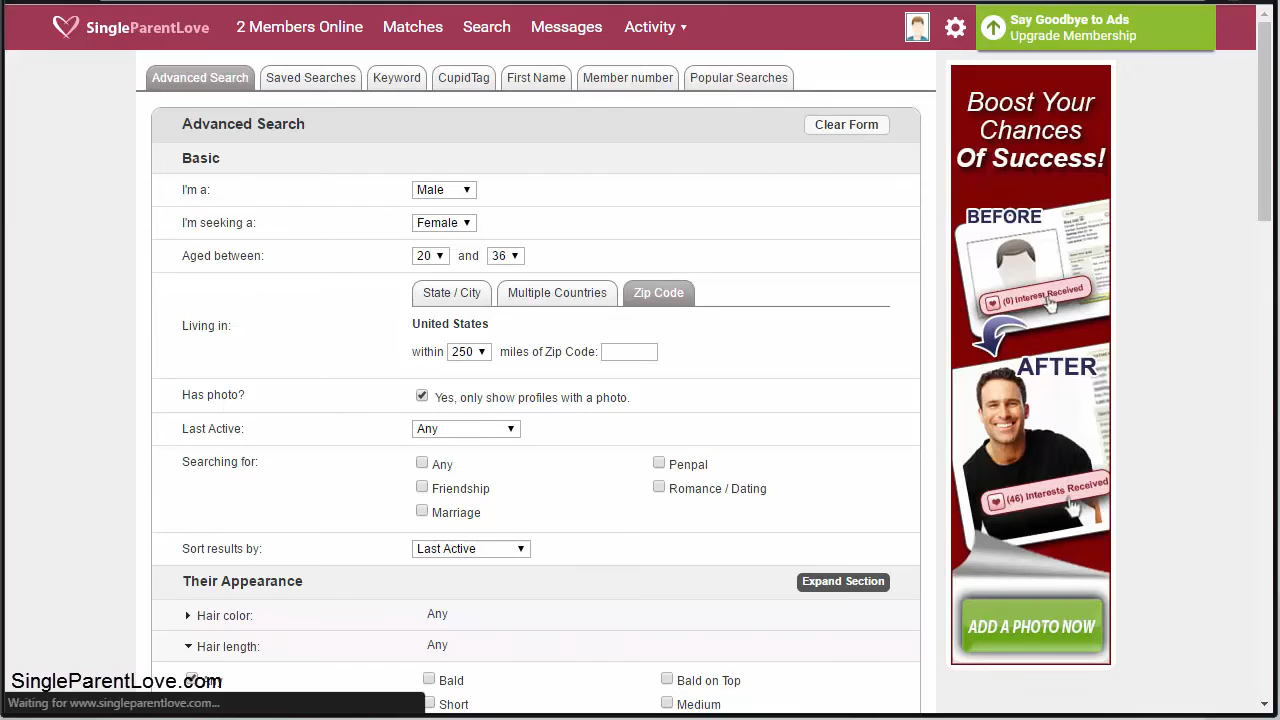 SingleParentLove 2 Members Online Matches Search Messages Activity
Say Goodbye to Ads
Upgrade Membership
Advanced Search Saved Searches Keyword CupidTag First Name Member number Popular Searches
Advanced Search Clear Form
Basic
I'm a: Male
I'm seeking a: Female
Aged between: 20 and 36
State / City Multiple Countries Zip Code
Living in: United States
within 250 miles of Zip Code:
Has photo? Yes, only show profiles with a photo.
Last Active: Any
Searching for: Any Penpal
Friendship Romance / Dating
Marriage
Sort results by: Last Active
Their Appearance Expand Section
Hair color: Any
Hair length: Any
Bald Bald on Top
Short Medium
SingleParentLove.com
Waiting for www.singleparentlove.com...
Boost Your
Chances
Of Success!
BEFORE
(0) Interest Received
AFTER
(46) Interests Received
ADD A PHOTO NOW